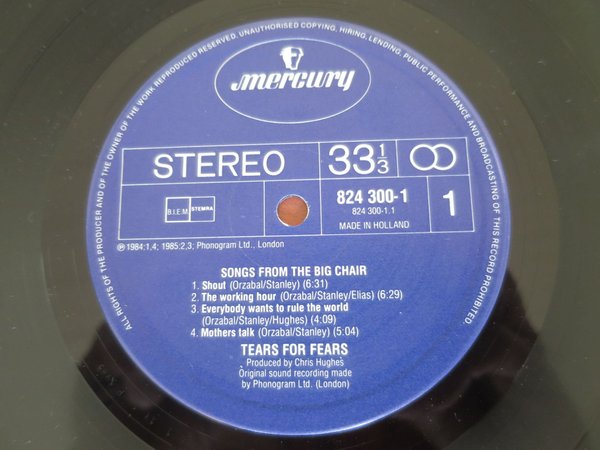 ALL RIGHTS OF THE PRODUCER AND OF THE OWNER OF THE WORK REPRODUCED RESERVED. UNAUTHORISED COPYING, HIRING, LENDING, PUBLIC PERFORMANCE AND BROADCASTING OF THIS RECORD PROHIBITED.
mercury
STEREO 33 1/3
B.I.E.M. STEMRA
824 300-1
824 300-1.1
MADE IN HOLLAND
1
℗ 1984:1,4; 1985:2,3; Phonogram Ltd., London
SONGS FROM THE BIG CHAIR
1. Shout (Orzabal/Stanley) (6:31)
2. The working hour (Orzabal/Stanley/Elias) (6:29)
3. Everybody wants to rule the world
(Orzabal/Stanley/Hughes) (4:09)
4. Mothers talk (Orzabal/Stanley) (5:04)
TEARS FOR FEARS
Produced by Chris Hughes
Original sound recording made
by Phonogram Ltd. (London)